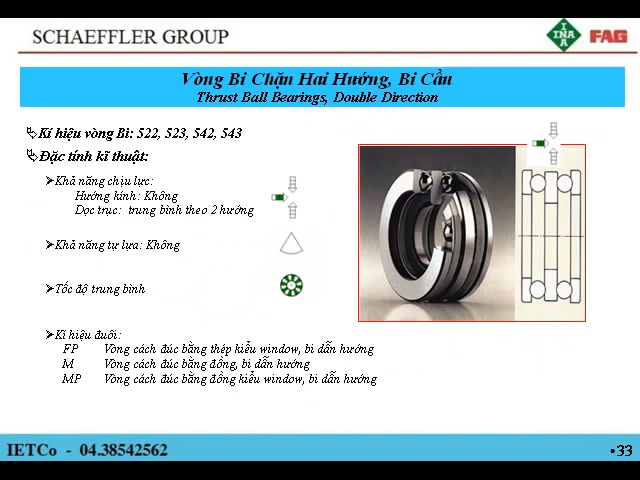 SCHAEFFLER GROUP
INA
FAG
Vòng Bi Chặn Hai Hướng, Bi Cầu
Thrust Ball Bearings, Double Direction
Kí hiệu vòng Bi: 522, 523, 542, 543
Đặc tính kĩ thuật:
Khả năng chịu lực:
Hướng kính: Không
Dọc trục: trung bình theo 2 hướng
Khả năng tự lựa: Không
Tốc độ trung bình
Kí hiệu đuôi:
FP Vòng cách đúc bằng thép kiểu window, bi dẫn hướng
M Vòng cách đúc bằng đồng, bi dẫn hướng
MP Vòng cách đúc bằng đồng kiểu window, bi dẫn hướng
IETCo - 04.38542562
•33